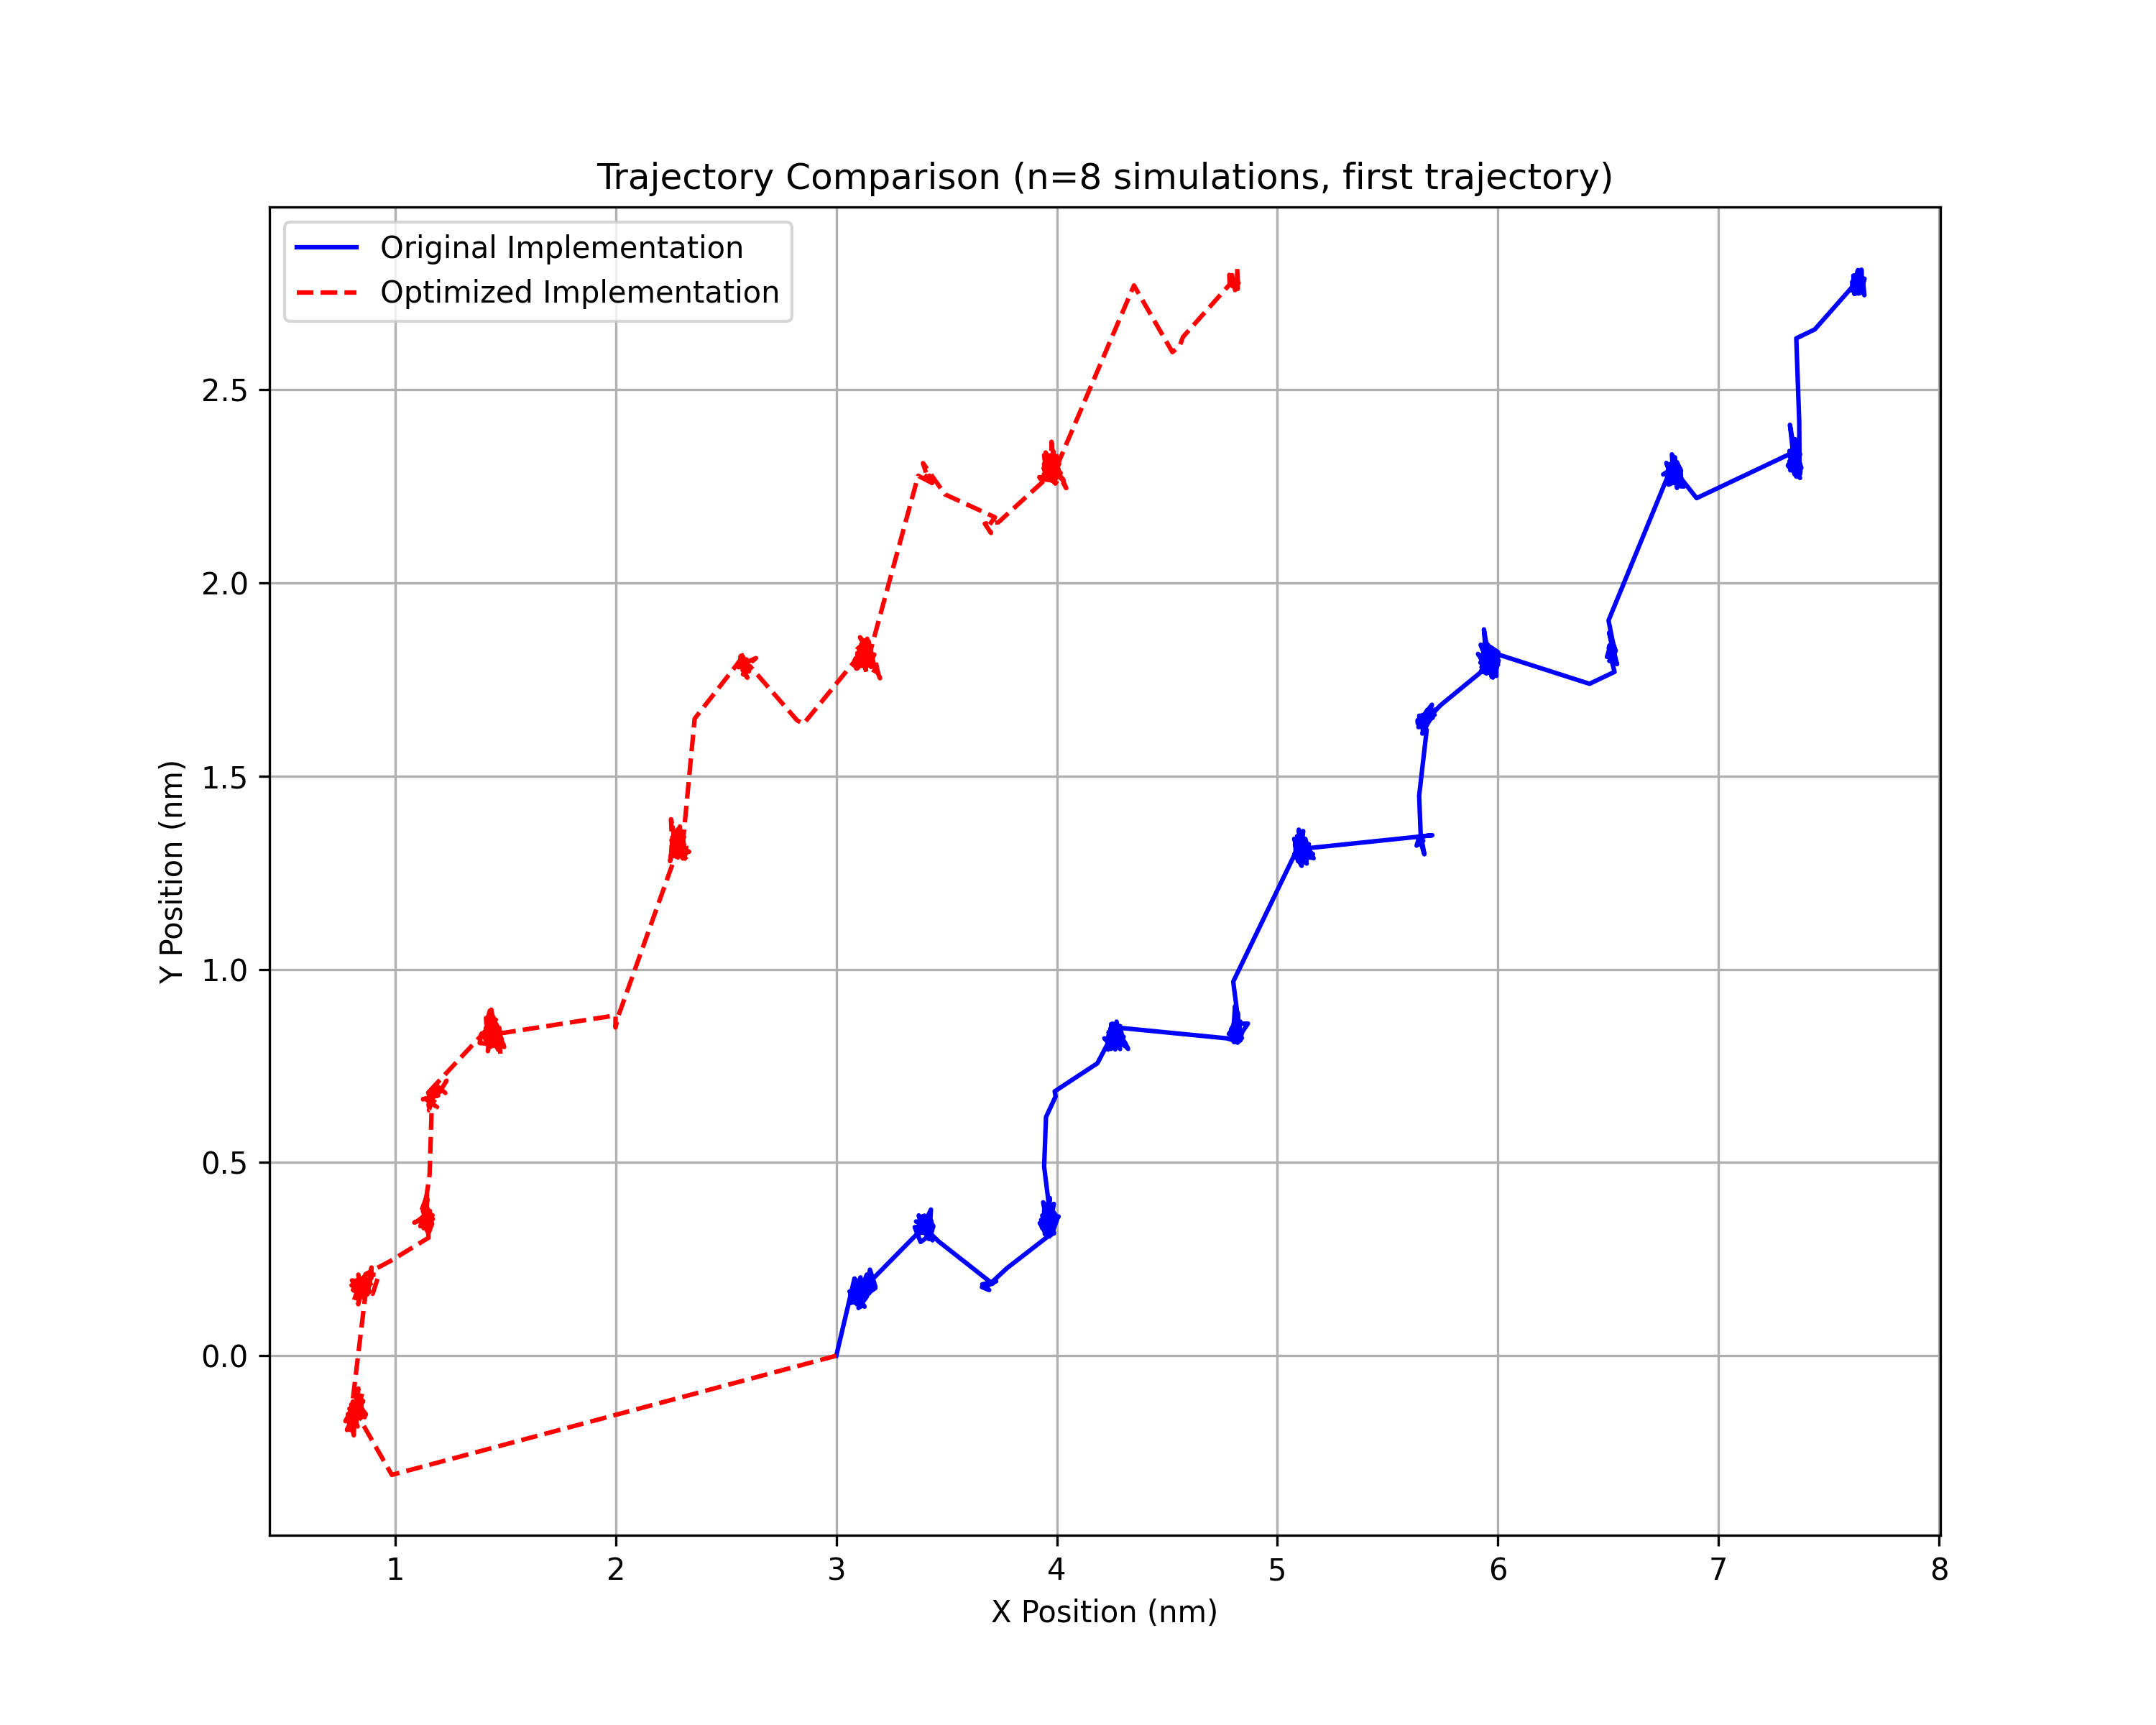 Trajectory Comparison (n=8 simulations, first trajectory)
Original Implementation
Optimized Implementation
Y Position (nm)
2.5
2.0
1.5
1.0
0.5
0.0
1 2 3 4 5 6 7 8
X Position (nm)